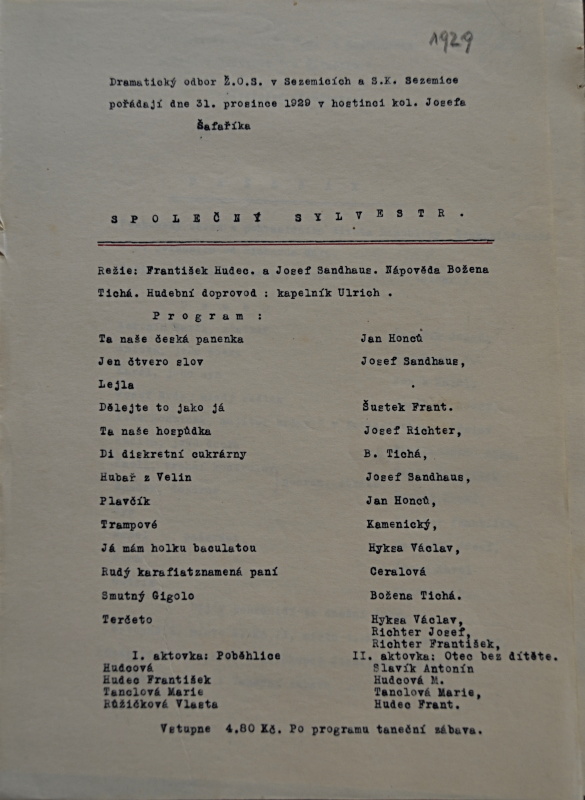 1929
Dramatický odbor Ž.O.S. v Sezemicích a S.K. Sezemice
pořádají dne 31. prosince 1929 v hostinci kol. Josefa
Šafaříka
SPOLEČNÝ SYLVESTR.
Režie: František Hudec. a Josef Sandhaus. Nápověda Božena
Tichá. Hudební doprovod : kapelník Ulrich .
Program :
Ta naše česká panenka Jan Honců
Jen čtvero slov Josef Sandhaus,
Lejla .
Dělejte to jako já Šustek Frant.
Ta naše hospůdka Josef Richter,
Di diskretní cukrárny B. Tichá,
Hubař z Velin Josef Sandhaus,
Plavčík Jan Honců,
Trampové Kamenický,
Já mám holku baculatou Hyksa Václav,
Rudý karafiatznamená paní Ceralová
Smutný Gigolo Božena Tichá.
Terčeto Hyksa Václav,
Richter Josef,
Richter František,
I. aktovka: Poběhlice II. aktovka: Otec bez dítěte.
Hudcová Slavík Antonín
Hudec František Hudcová M.
Tanclová Marie Tanclová Marie,
Růžičková Vlasta Hudec Frant.
Vstupne 4.80 Kč. Po programu taneční zábava.